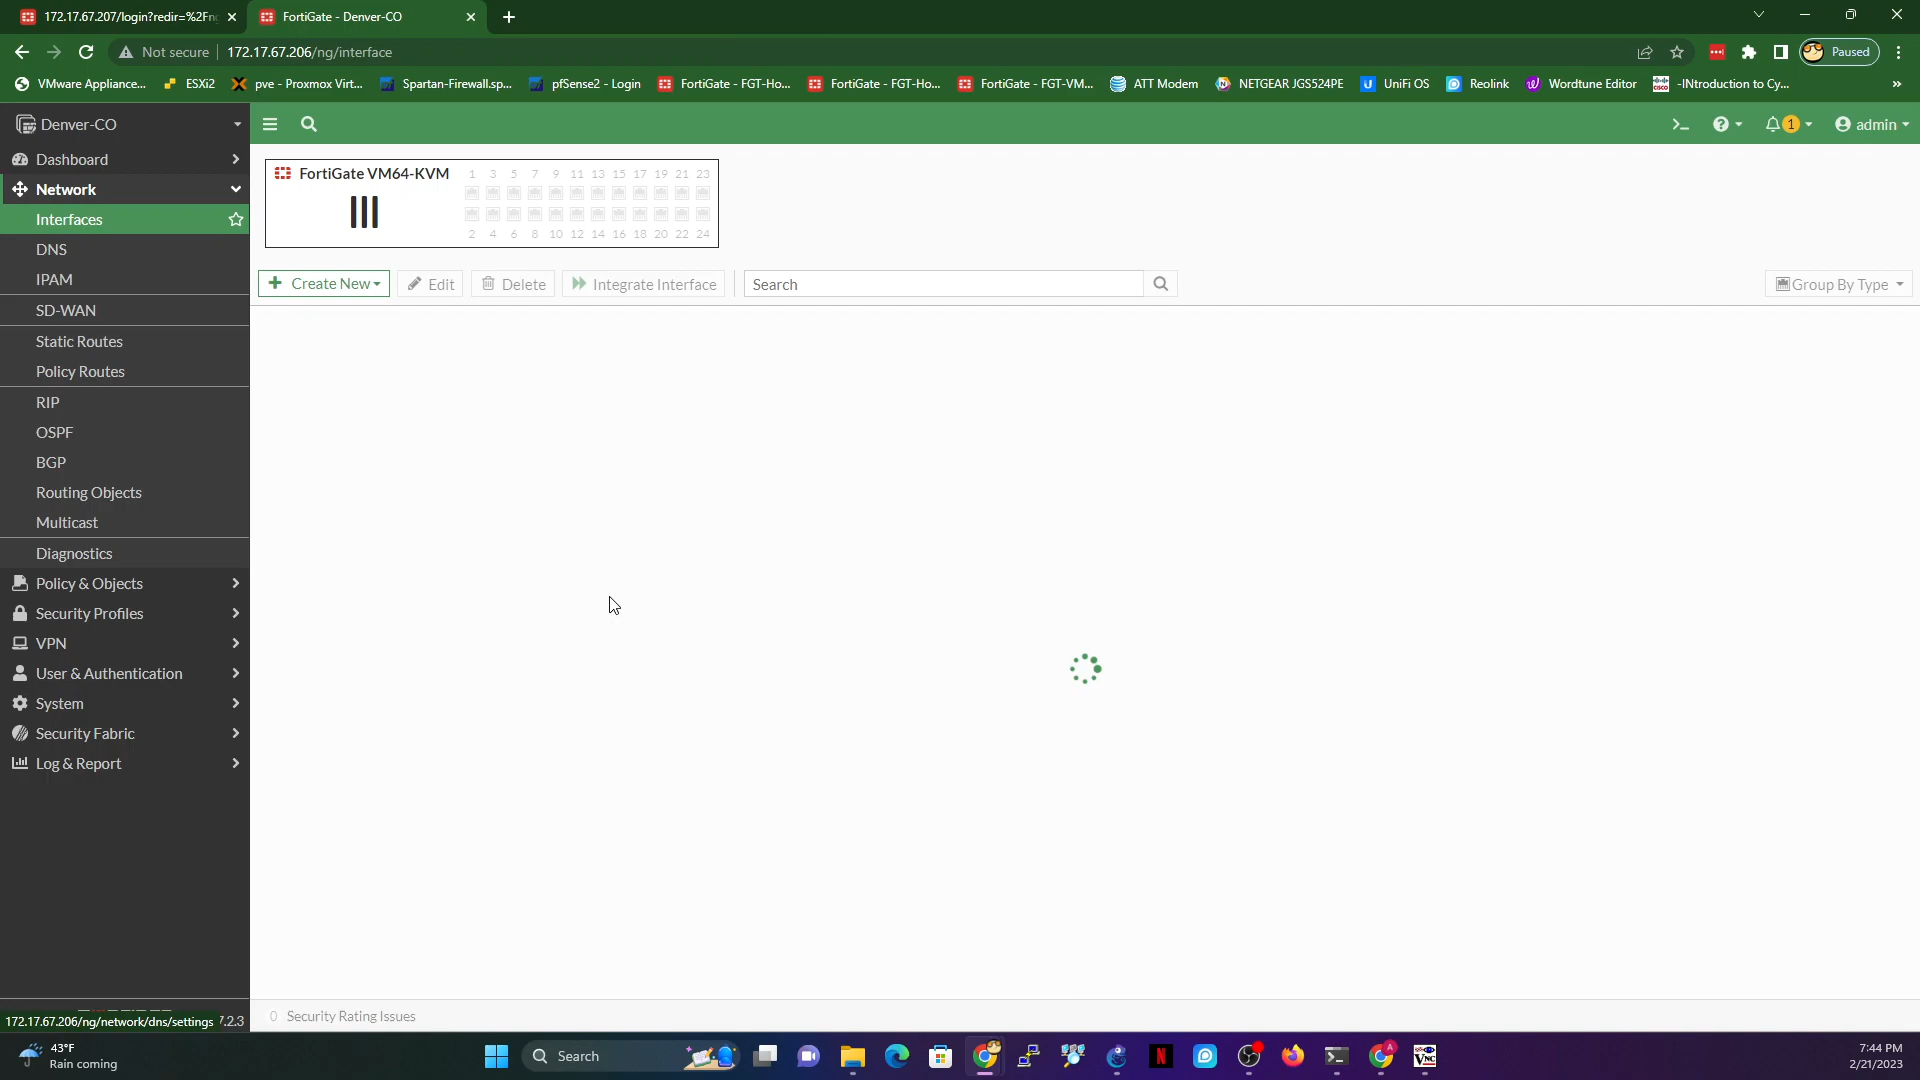 172.17.67.207/login?redir=%2Fn
FortiGate - Denver-CO
Not secure
172.17.67.206/ng/interface
Paused
VMware Appliance...
ESXi2
pve - Proxmox Virt...
Spartan-Firewall.sp...
pfSense2 - Login
FortiGate - FGT-Ho...
FortiGate - FGT-Ho...
FortiGate - FGT-VM...
ATT Modem
NETGEAR JGS524PE
UniFi OS
Reolink
Wordtune Editor
-INtroduction to Cy...
»
Denver-CO
>_
1
admin
Dashboard
Network
Interfaces
DNS
IPAM
SD-WAN
Static Routes
Policy Routes
RIP
OSPF
BGP
Routing Objects
Multicast
Diagnostics
Policy & Objects
Security Profiles
VPN
User & Authentication
System
Security Fabric
Log & Report
FortiGate VM64-KVM
1 3 5 7 9 11 13 15 17 19 21 23
2 4 6 8 10 12 14 16 18 20 22 24
+ Create New
Edit
Delete
Integrate Interface
Search
Group By Type
0 Security Rating Issues
172.17.67.206/ng/network/dns/settings
7.2.3
43°F
Rain coming
Search
VNC
7:44 PM
2/21/2023